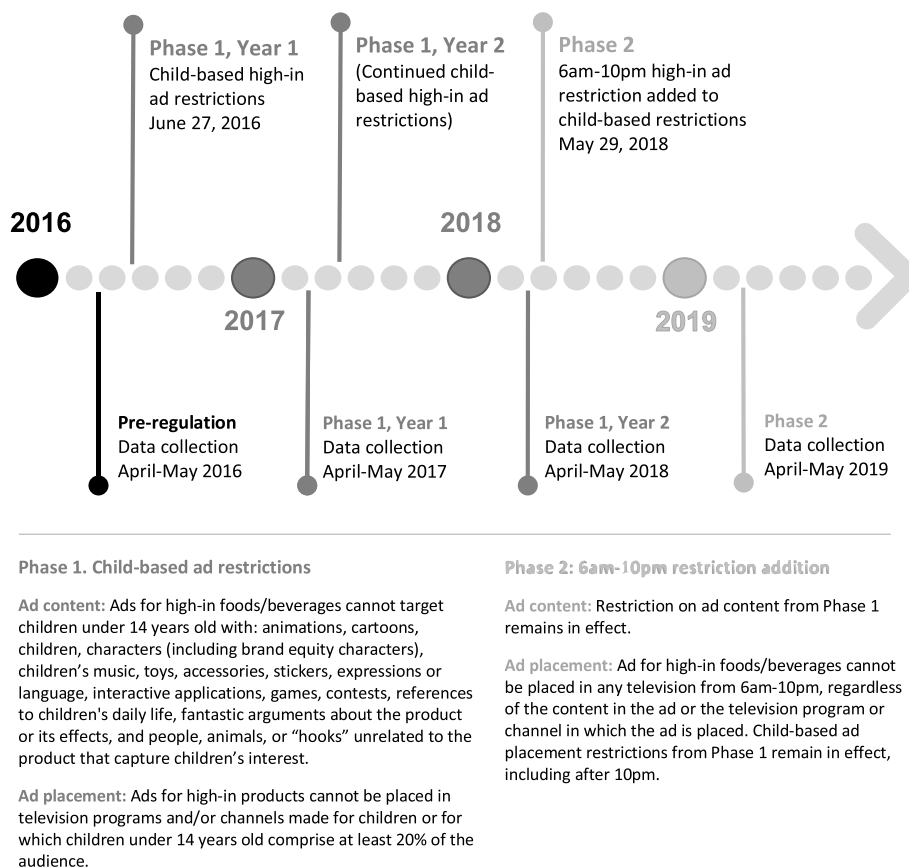 Phase 1, Year 1
Child-based high-in
ad restrictions
June 27, 2016
Phase 1, Year 2
(Continued child-
based high-in ad
restrictions)
Phase 2
6am-10pm high-in ad
restriction added to
child-based restrictions
May 29, 2018
2016
2018
2017
2019
Pre-regulation
Data collection
April-May 2016
Phase 1, Year 1
Data collection
April-May 2017
Phase 1, Year 2
Data collection
April-May 2018
Phase 2
Data collection
April-May 2019
Phase 1. Child-based ad restrictions
Ad content: Ads for high-in foods/beverages cannot target
children under 14 years old with: animations, cartoons,
children, characters (including brand equity characters),
children’s music, toys, accessories, stickers, expressions or
language, interactive applications, games, contests, references
to children's daily life, fantastic arguments about the product
or its effects, and people, animals, or “hooks” unrelated to the
product that capture children’s interest.
Ad placement: Ads for high-in products cannot be placed in
television programs and/or channels made for children or for
which children under 14 years old comprise at least 20% of the
audience.
Phase 2: 6am-10pm restriction addition
Ad content: Restriction on ad content from Phase 1
remains in effect.
Ad placement: Ad for high-in foods/beverages cannot
be placed in any television from 6am-10pm, regardless
of the content in the ad or the television program or
channel in which the ad is placed. Child-based ad
placement restrictions from Phase 1 remain in effect,
including after 10pm.